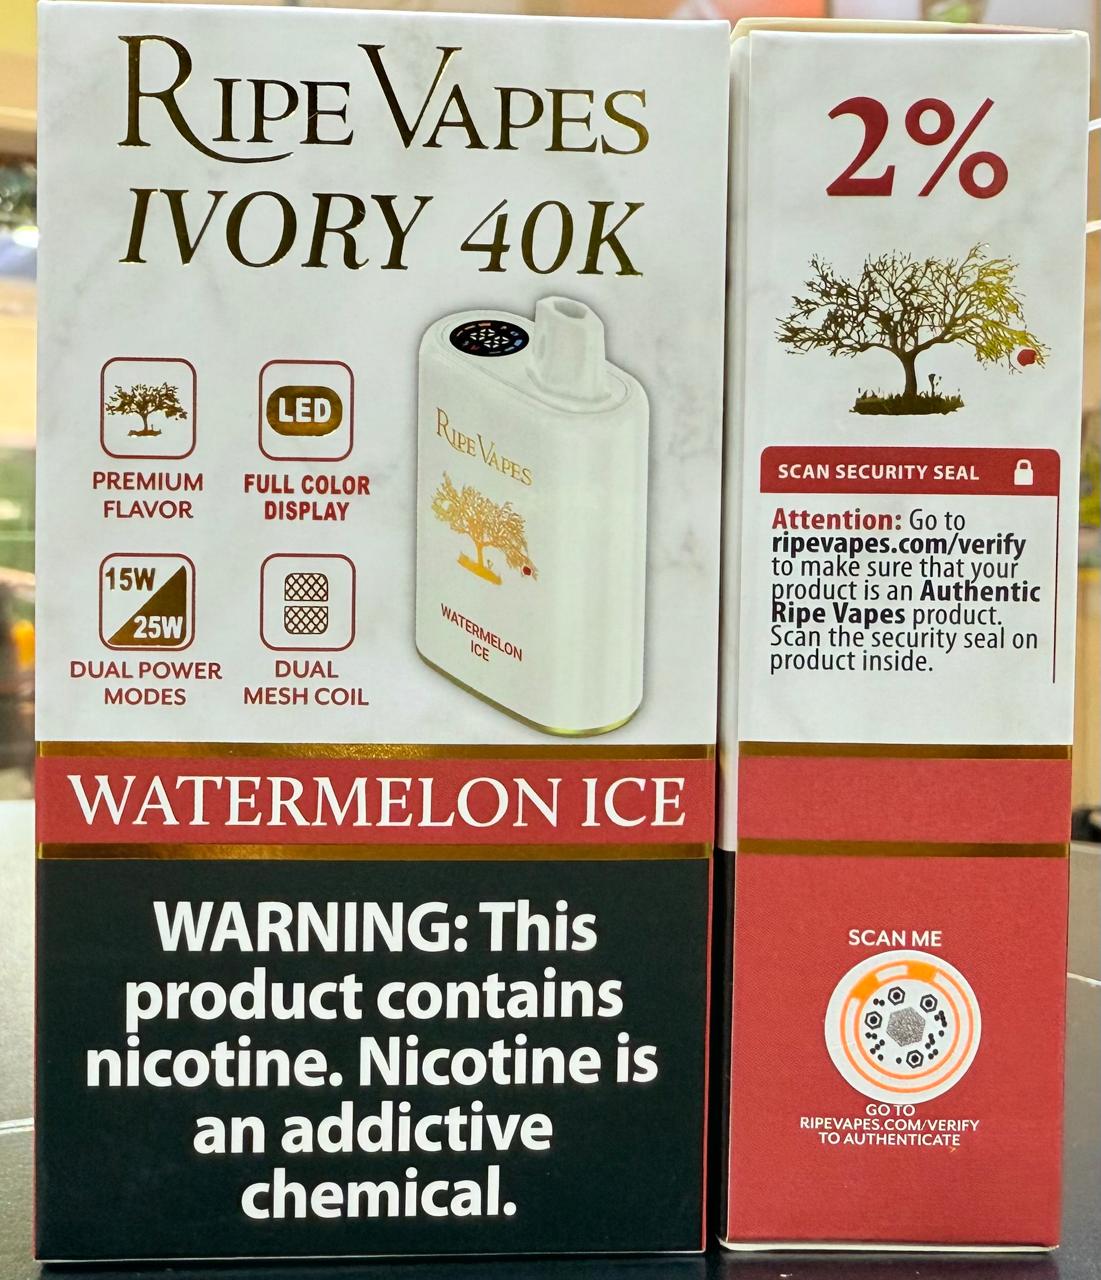 RIPE VAPES
IVORY 40K
PREMIUM
FLAVOR
LED
FULL COLOR
DISPLAY
15W
25W
DUAL POWER
MODES
DUAL
MESH COIL
RIPE VAPES
WATERMELON
ICE
WATERMELON ICE
WARNING: This
product contains
nicotine. Nicotine is
an addictive
chemical.
2%
SCAN SECURITY SEAL
Attention: Go to
ripevapes.com/verify
to make sure that your
product is an Authentic
Ripe Vapes product.
Scan the security seal on
product inside.
SCAN ME
GO TO
RIPEVAPES.COM/VERIFY
TO AUTHENTICATE